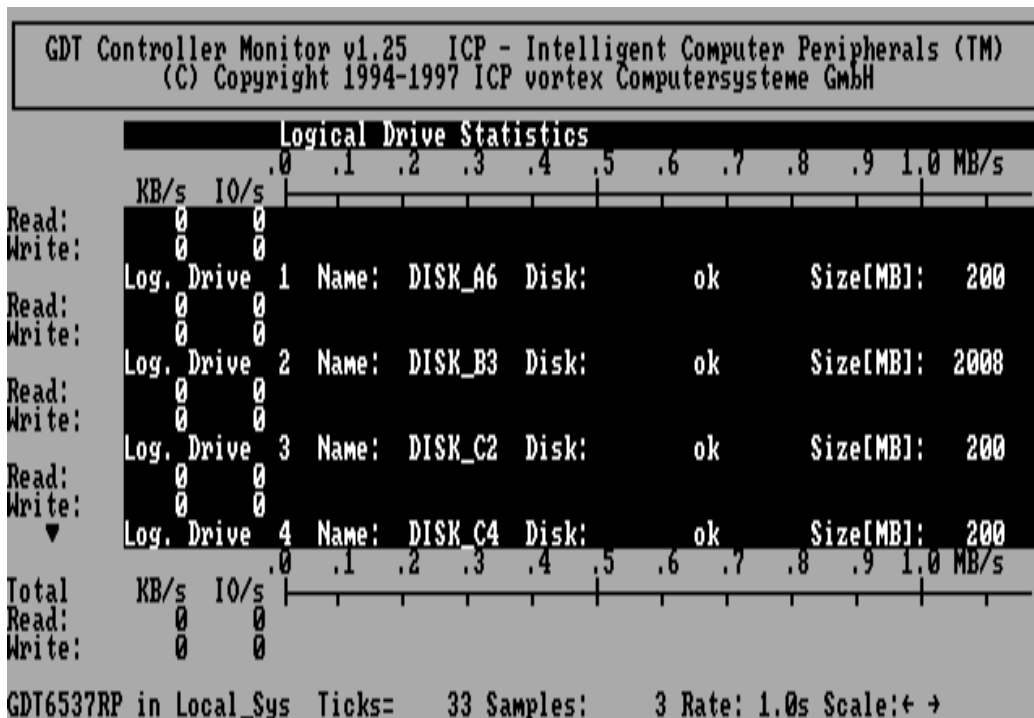 GDT Controller Monitor v1.25 ICP - Intelligent Computer Peripherals (TM)
(C) Copyright 1994-1997 ICP vortex Computersysteme GmbH
Logical Drive Statistics
.0 .1 .2 .3 .4 .5 .6 .7 .8 .9 1.0 MB/s
KB/s IO/s
Read: 0 0
Write: 0 0
Log. Drive 1 Name: DISK_A6 Disk: ok Size[MB]: 200
Read: 0 0
Write: 0 0
Log. Drive 2 Name: DISK_B3 Disk: ok Size[MB]: 2008
Read: 0 0
Write: 0 0
Log. Drive 3 Name: DISK_C2 Disk: ok Size[MB]: 200
Read: 0 0
Write: 0 0
▼ Log. Drive 4 Name: DISK_C4 Disk: ok Size[MB]: 200
.0 .1 .2 .3 .4 .5 .6 .7 .8 .9 1.0 MB/s
Total KB/s IO/s
Read: 0 0
Write: 0 0
GDT6537RP in Local_Sys Ticks= 33 Samples: 3 Rate: 1.0s Scale:← →